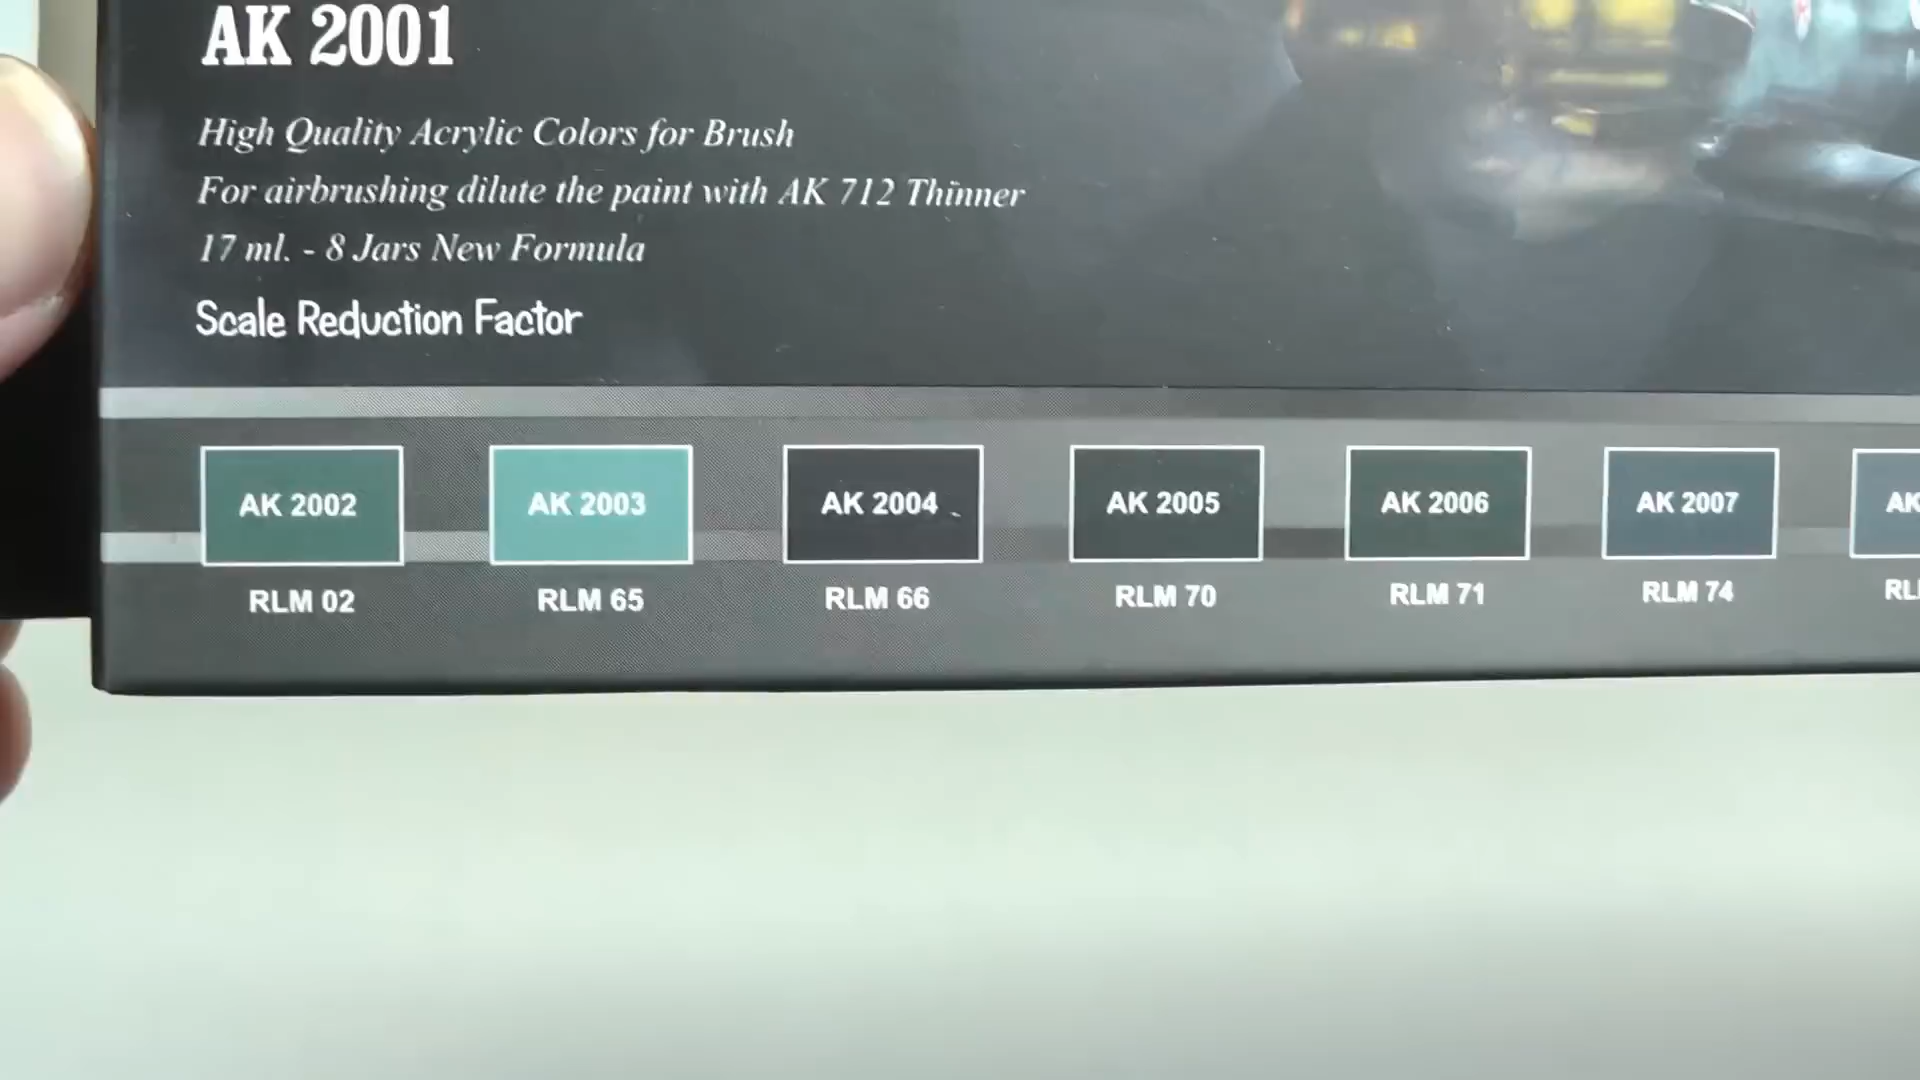 AK 2001
High Quality Acrylic Colors for Brush
For airbrushing dilute the paint with AK 712 Thinner
17 ml. - 8 Jars New Formula
Scale Reduction Factor
AK 2002 AK 2003 AK 2004 AK 2005 AK 2006 AK 2007 AK
RLM 02 RLM 65 RLM 66 RLM 70 RLM 71 RLM 74